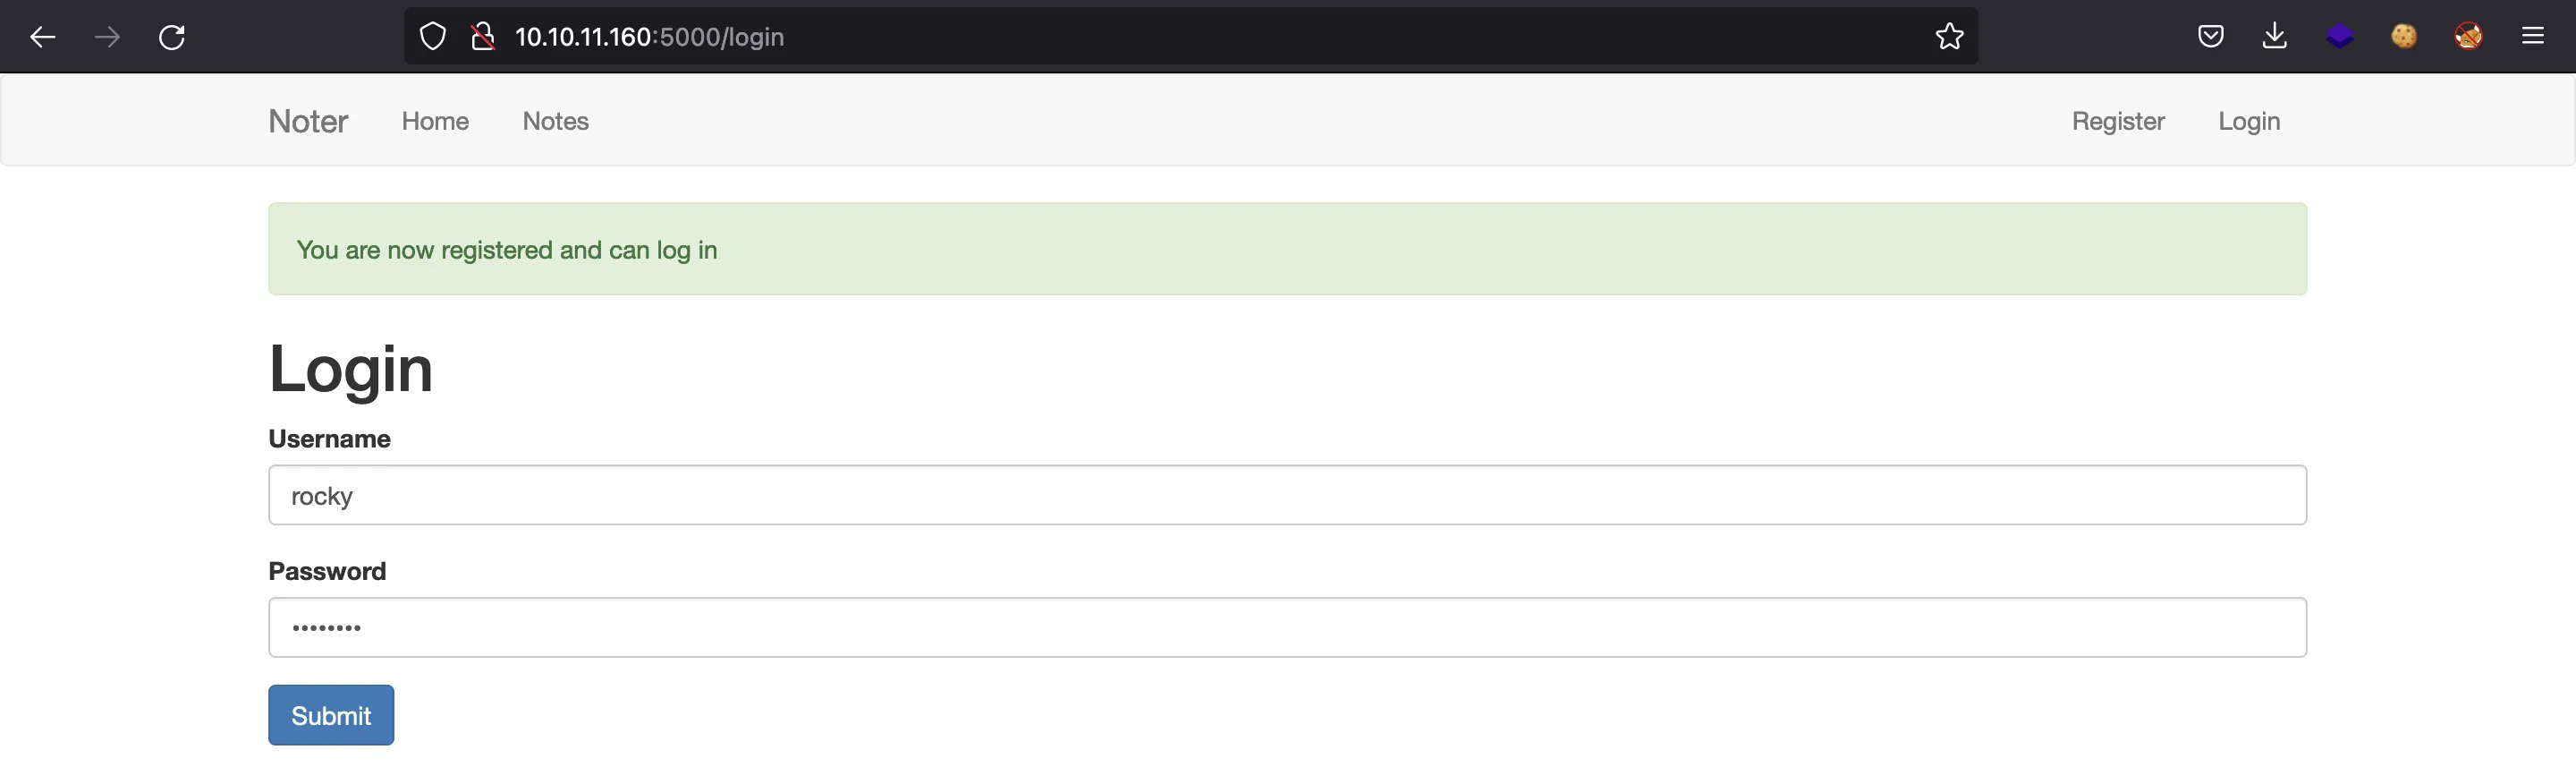 10.10.11.160:5000/login
Noter Home Notes Register Login
You are now registered and can log in
Login
Username
rocky
Password
••••••••
Submit